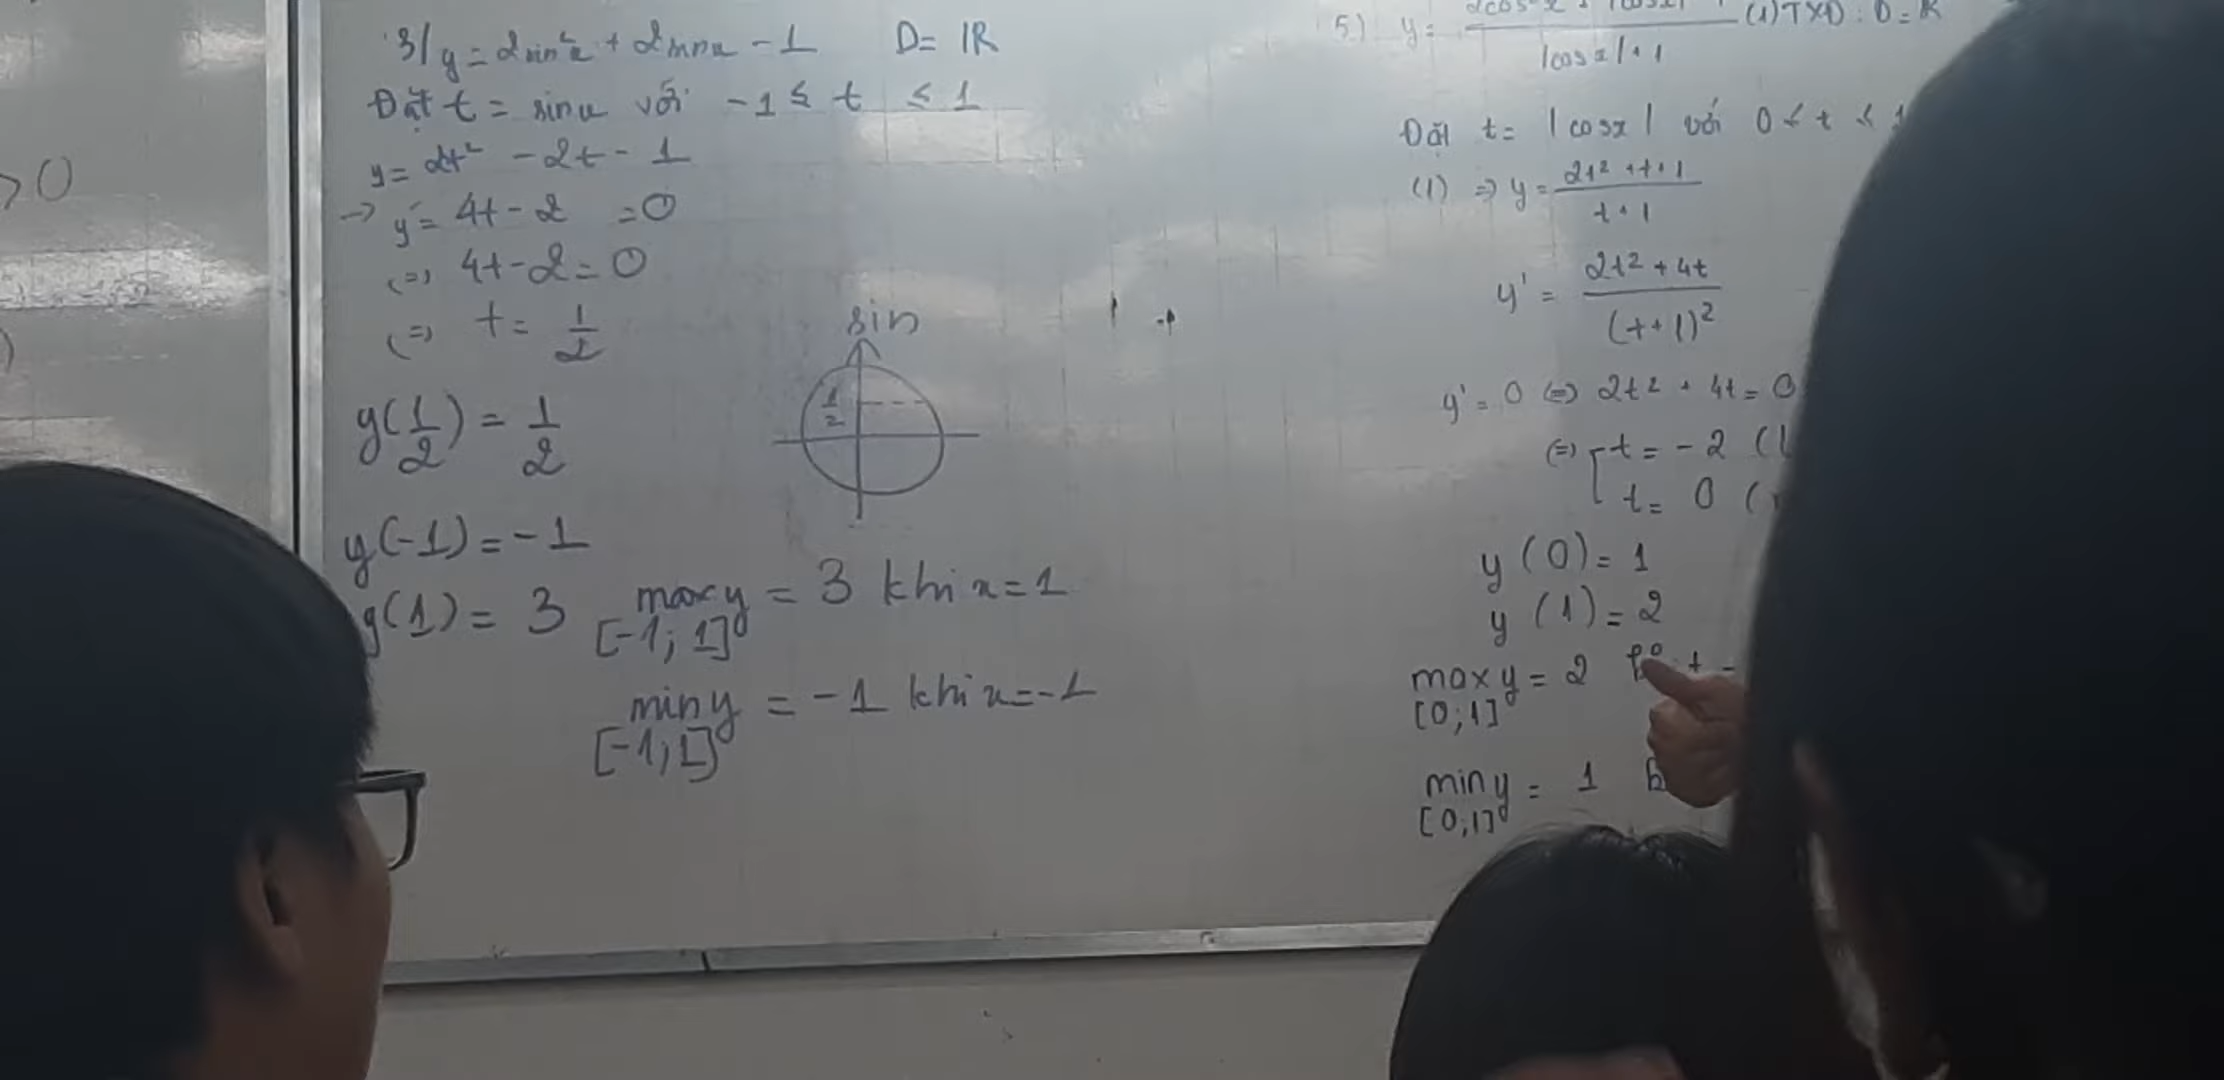 >0
3/ y = 2sin²x + 2sinx - 1 D = ℝ
Đặt t = sinx với -1 ≤ t ≤ 1
y = 2t² - 2t - 1
→ y' = 4t - 2 = 0
(=) 4t - 2 = 0
(=) t = 1/2
y(1/2) = 1/2
y(-1) = -1
y(1) = 3
sin
1/2
max y = 3 khi x = 1
[-1; 1]
min y = -1 khi x = -1
[-1; 1]
5) y = |cosx| + 1 (1) TXĐ: D = R
Đặt t = |cosx| với 0 ≤ t ≤ 1
(1) ⇒ y = (2t² + t + 1)/(t + 1)
y' = (2t² + 4t)/(t + 1)²
y' = 0 (=) 2t² + 4t = 0
(=) [ t = -2 (l
t = 0 (
y(0) = 1
y(1) = 2
max y = 2
[0;1]
min y = 1
[0;1]